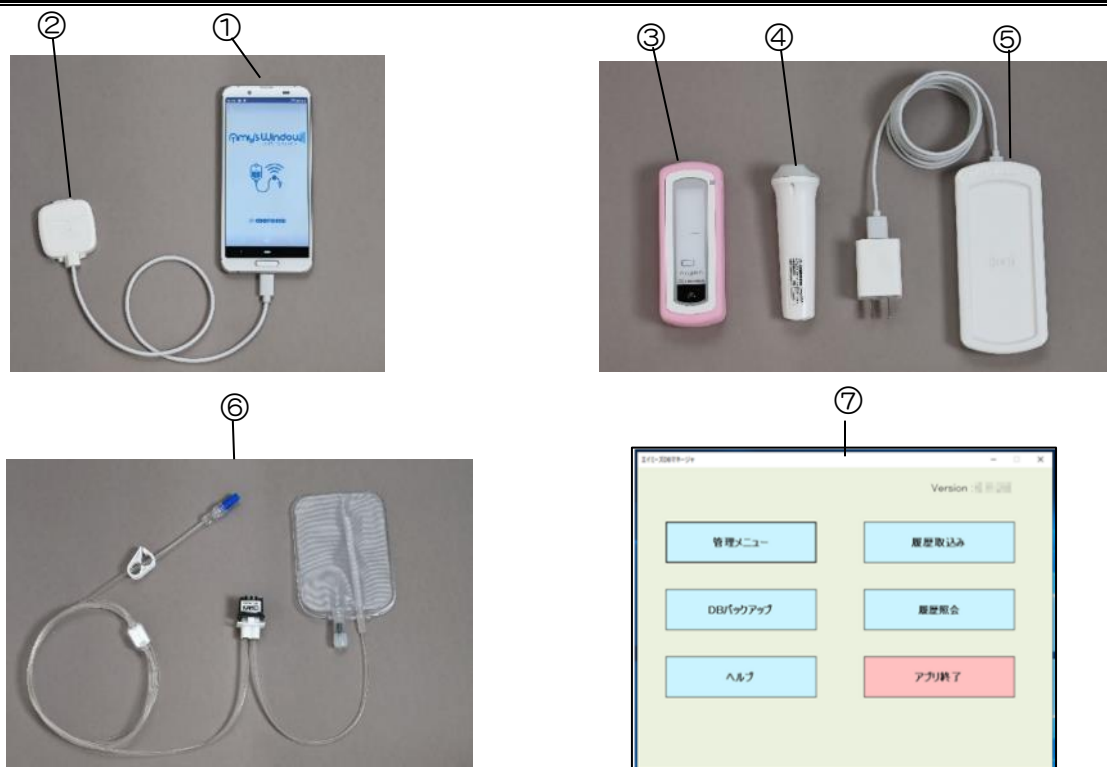 ② ①
③ ④ ⑤
Amy's Window
⑥
⑦
Version
管理メニュー
履歴取込み
DBバックアップ
履歴照会
ヘルプ
アプリ終了